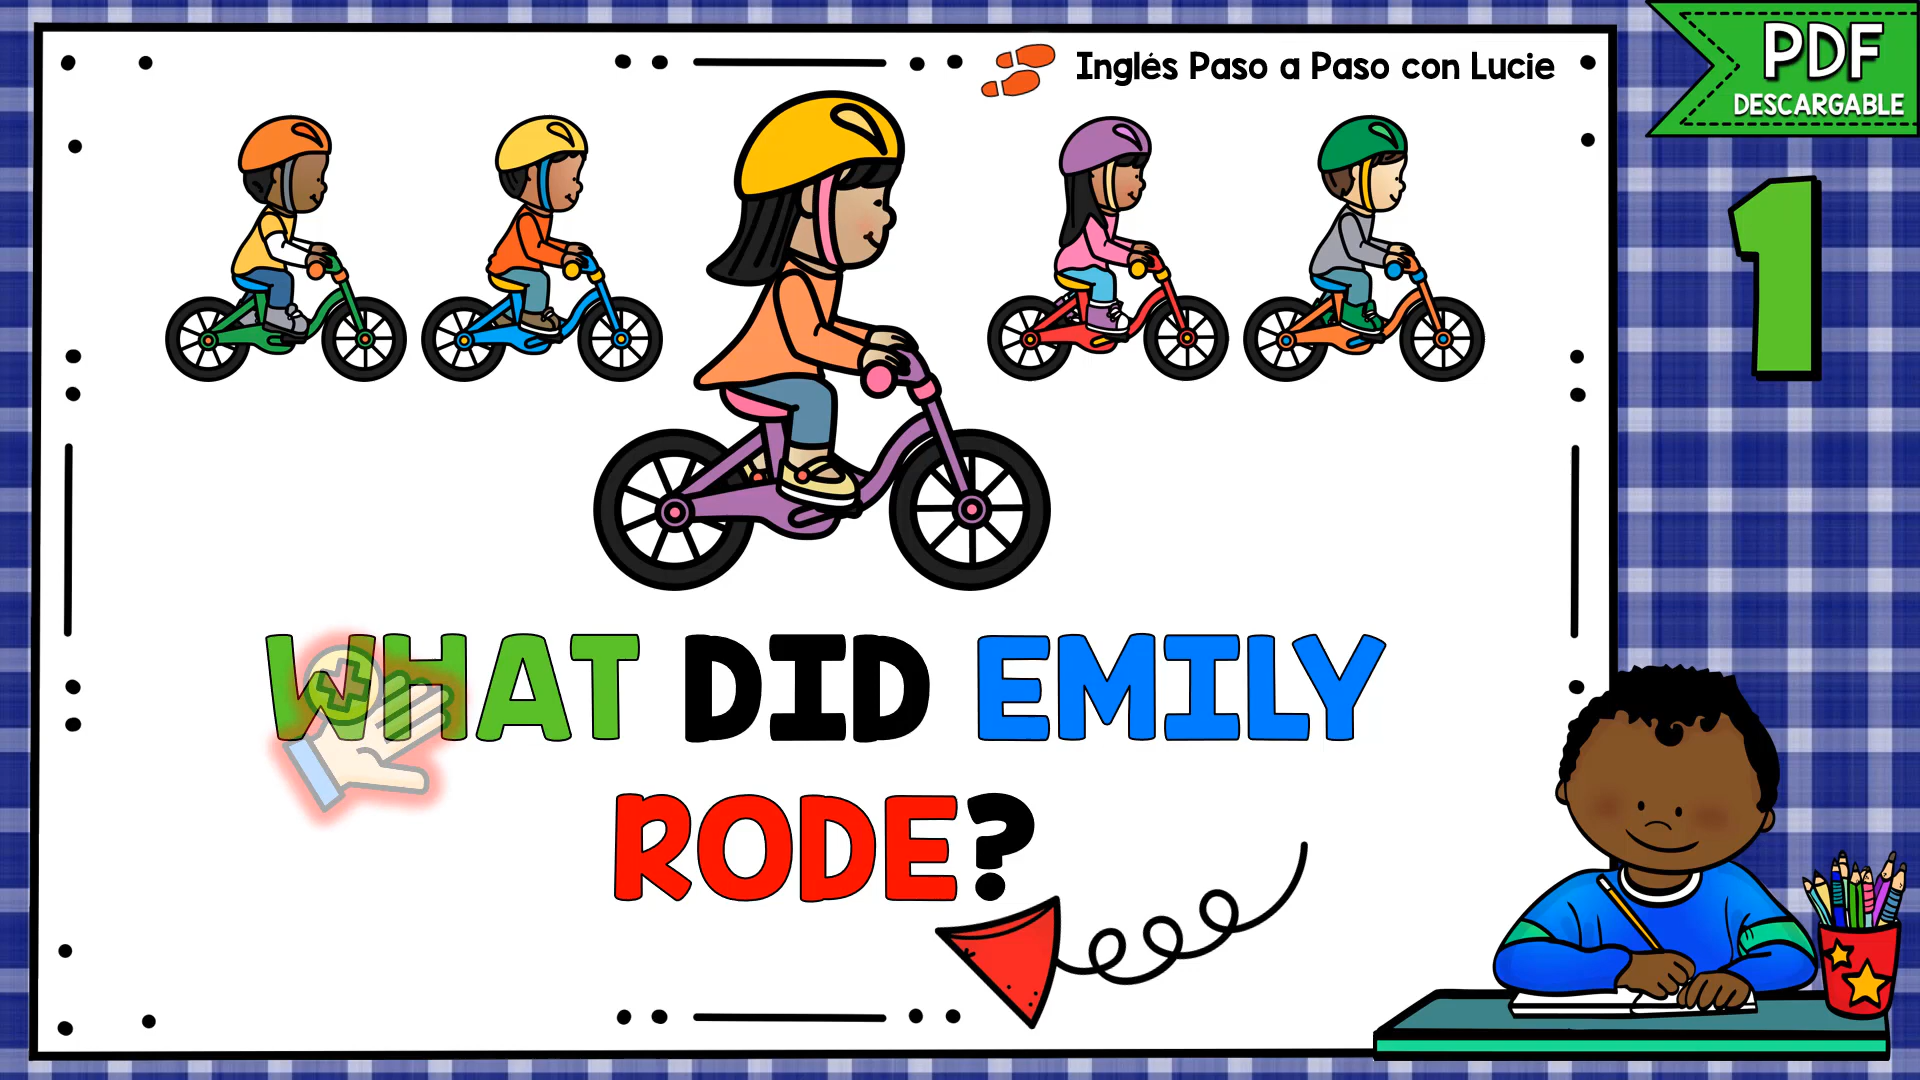 Inglés Paso a Paso con Lucie
PDF
DESCARGABLE
1
WHAT DID EMILY
RODE?